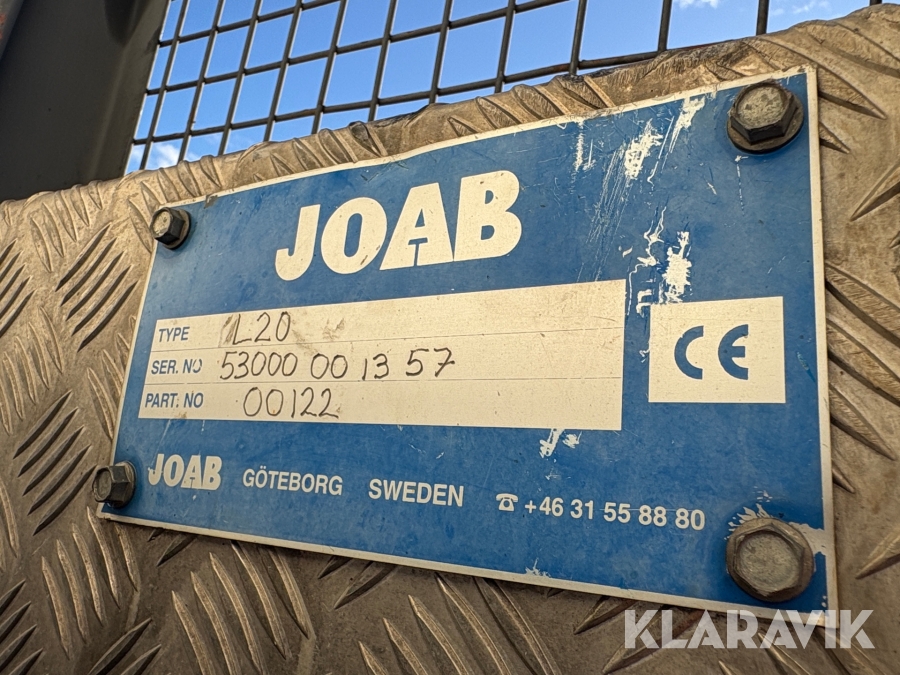 JOAB
TYPE L20
SER. NO 53000 00 13 57
PART. NO 00122
CE
JOAB GÖTEBORG SWEDEN ☎ +46 31 55 88 80
KLARAVIK